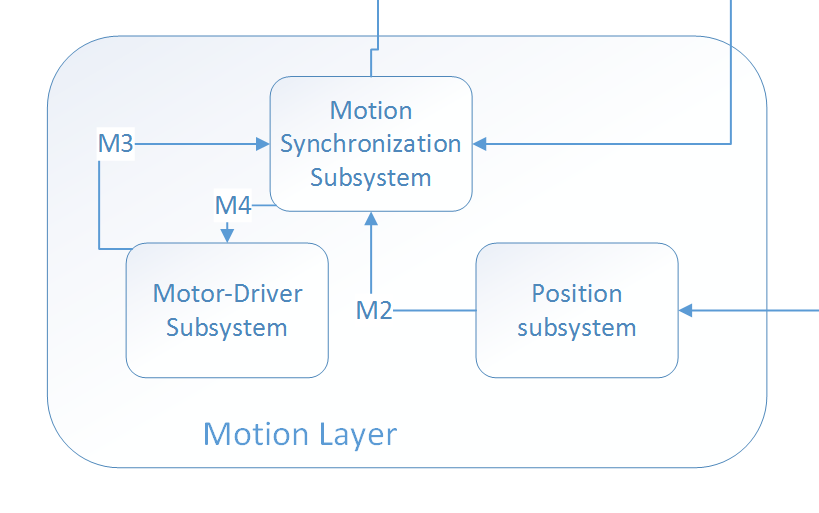 Motion
Synchronization
Subsystem
M3
M4
Motor-Driver
Subsystem
M2
Position
subsystem
Motion Layer